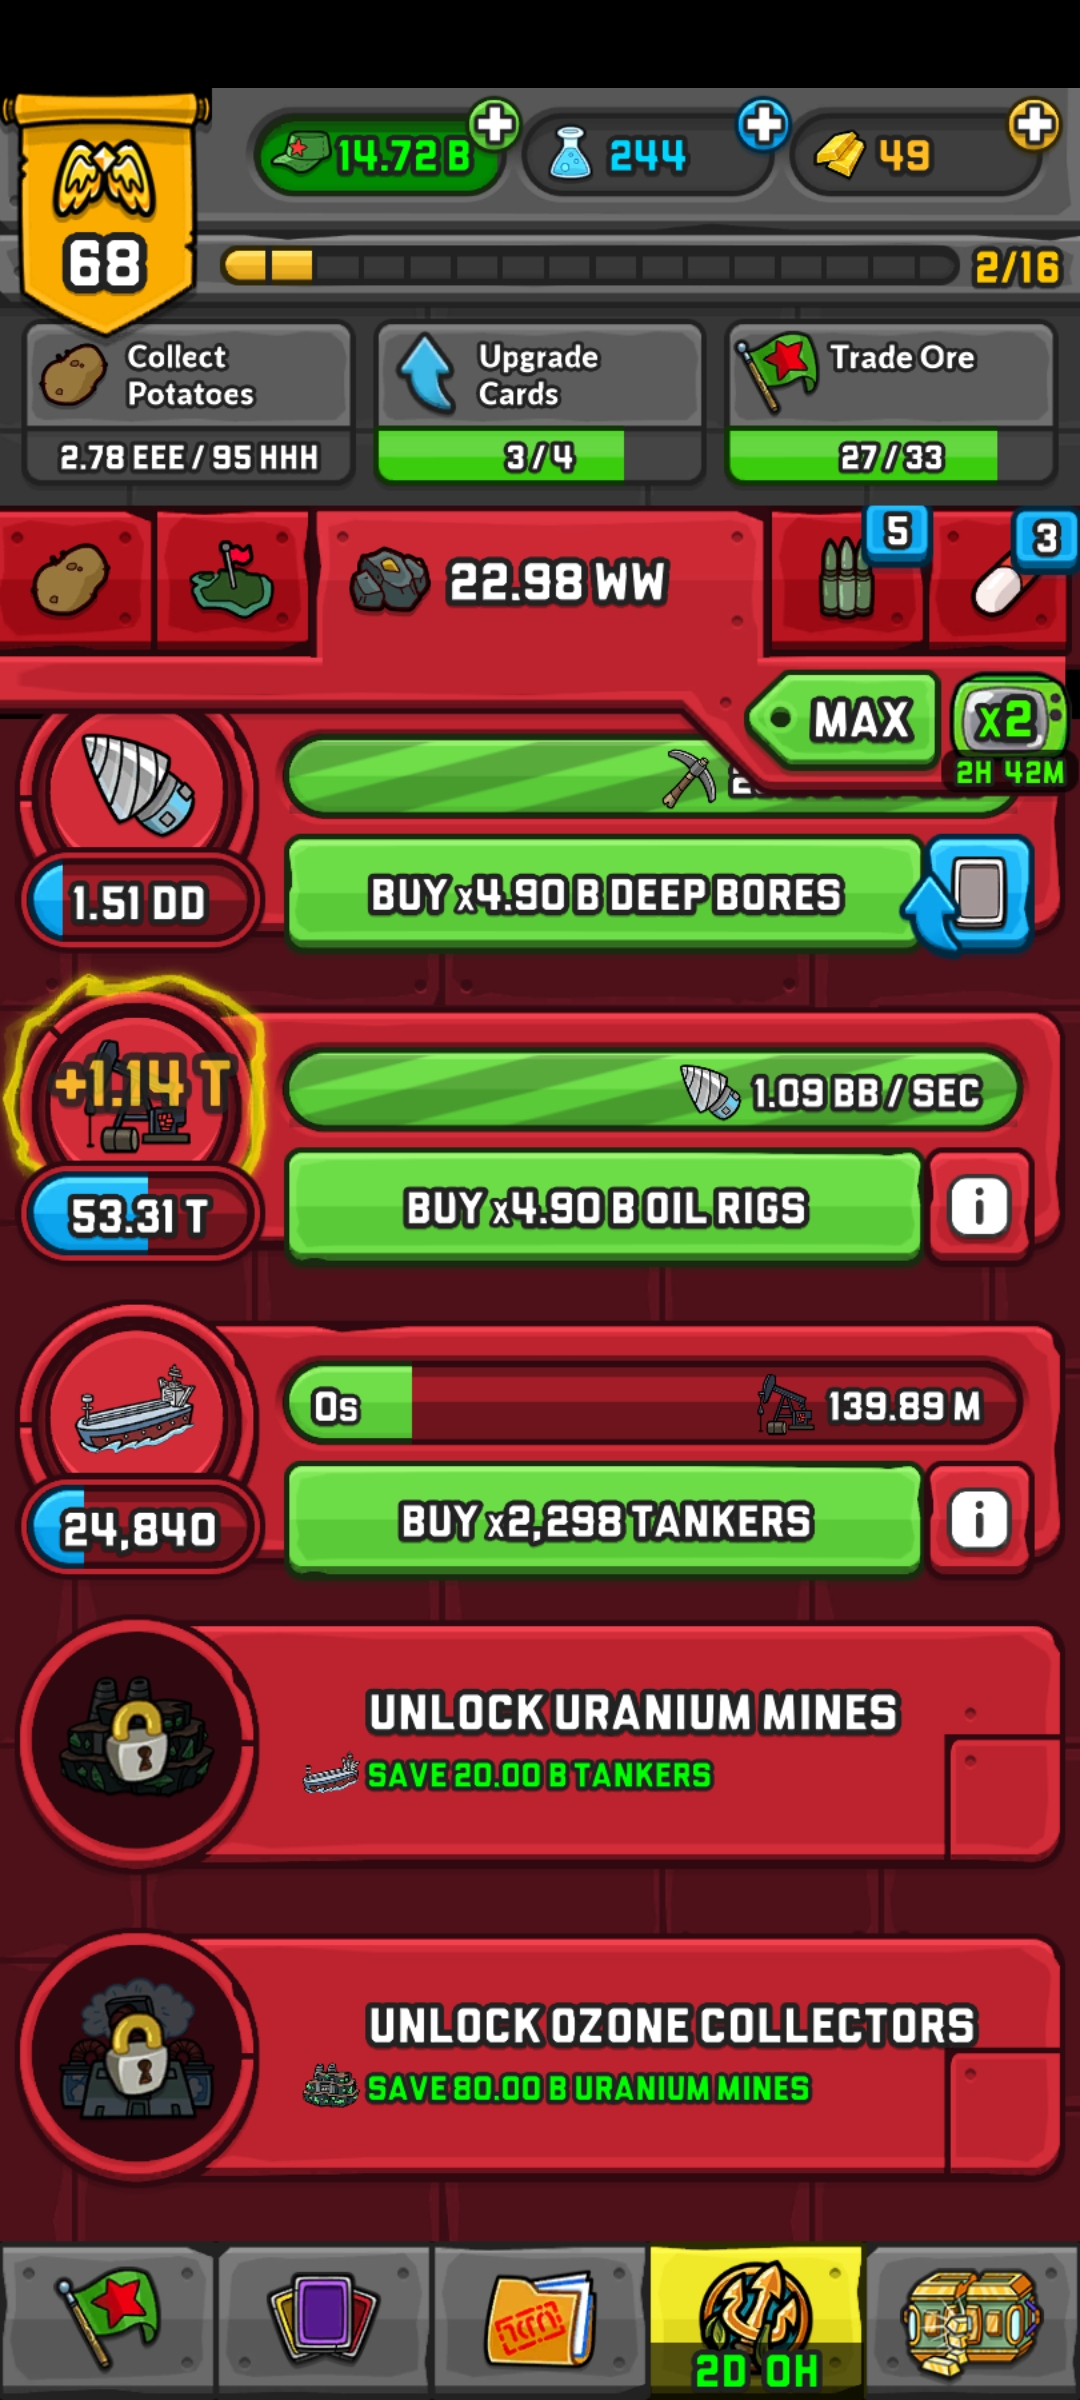 14.72 B
244
49
68
2/16
Collect
Potatoes
2.78 EEE / 95 HHH
Upgrade
Cards
3/4
Trade Ore
27/33
22.98 WW
5
3
MAX
x2
2H 42M
1.51 DD
BUY x4.90 B DEEP BORES
+1.14 T
1.09 BB / SEC
53.31 T
BUY x4.90 B OIL RIGS
i
0s
139.89 M
24,840
BUY x2,298 TANKERS
i
UNLOCK URANIUM MINES
SAVE 20.00 B TANKERS
UNLOCK OZONE COLLECTORS
SAVE 80.00 B URANIUM MINES
2D 0H